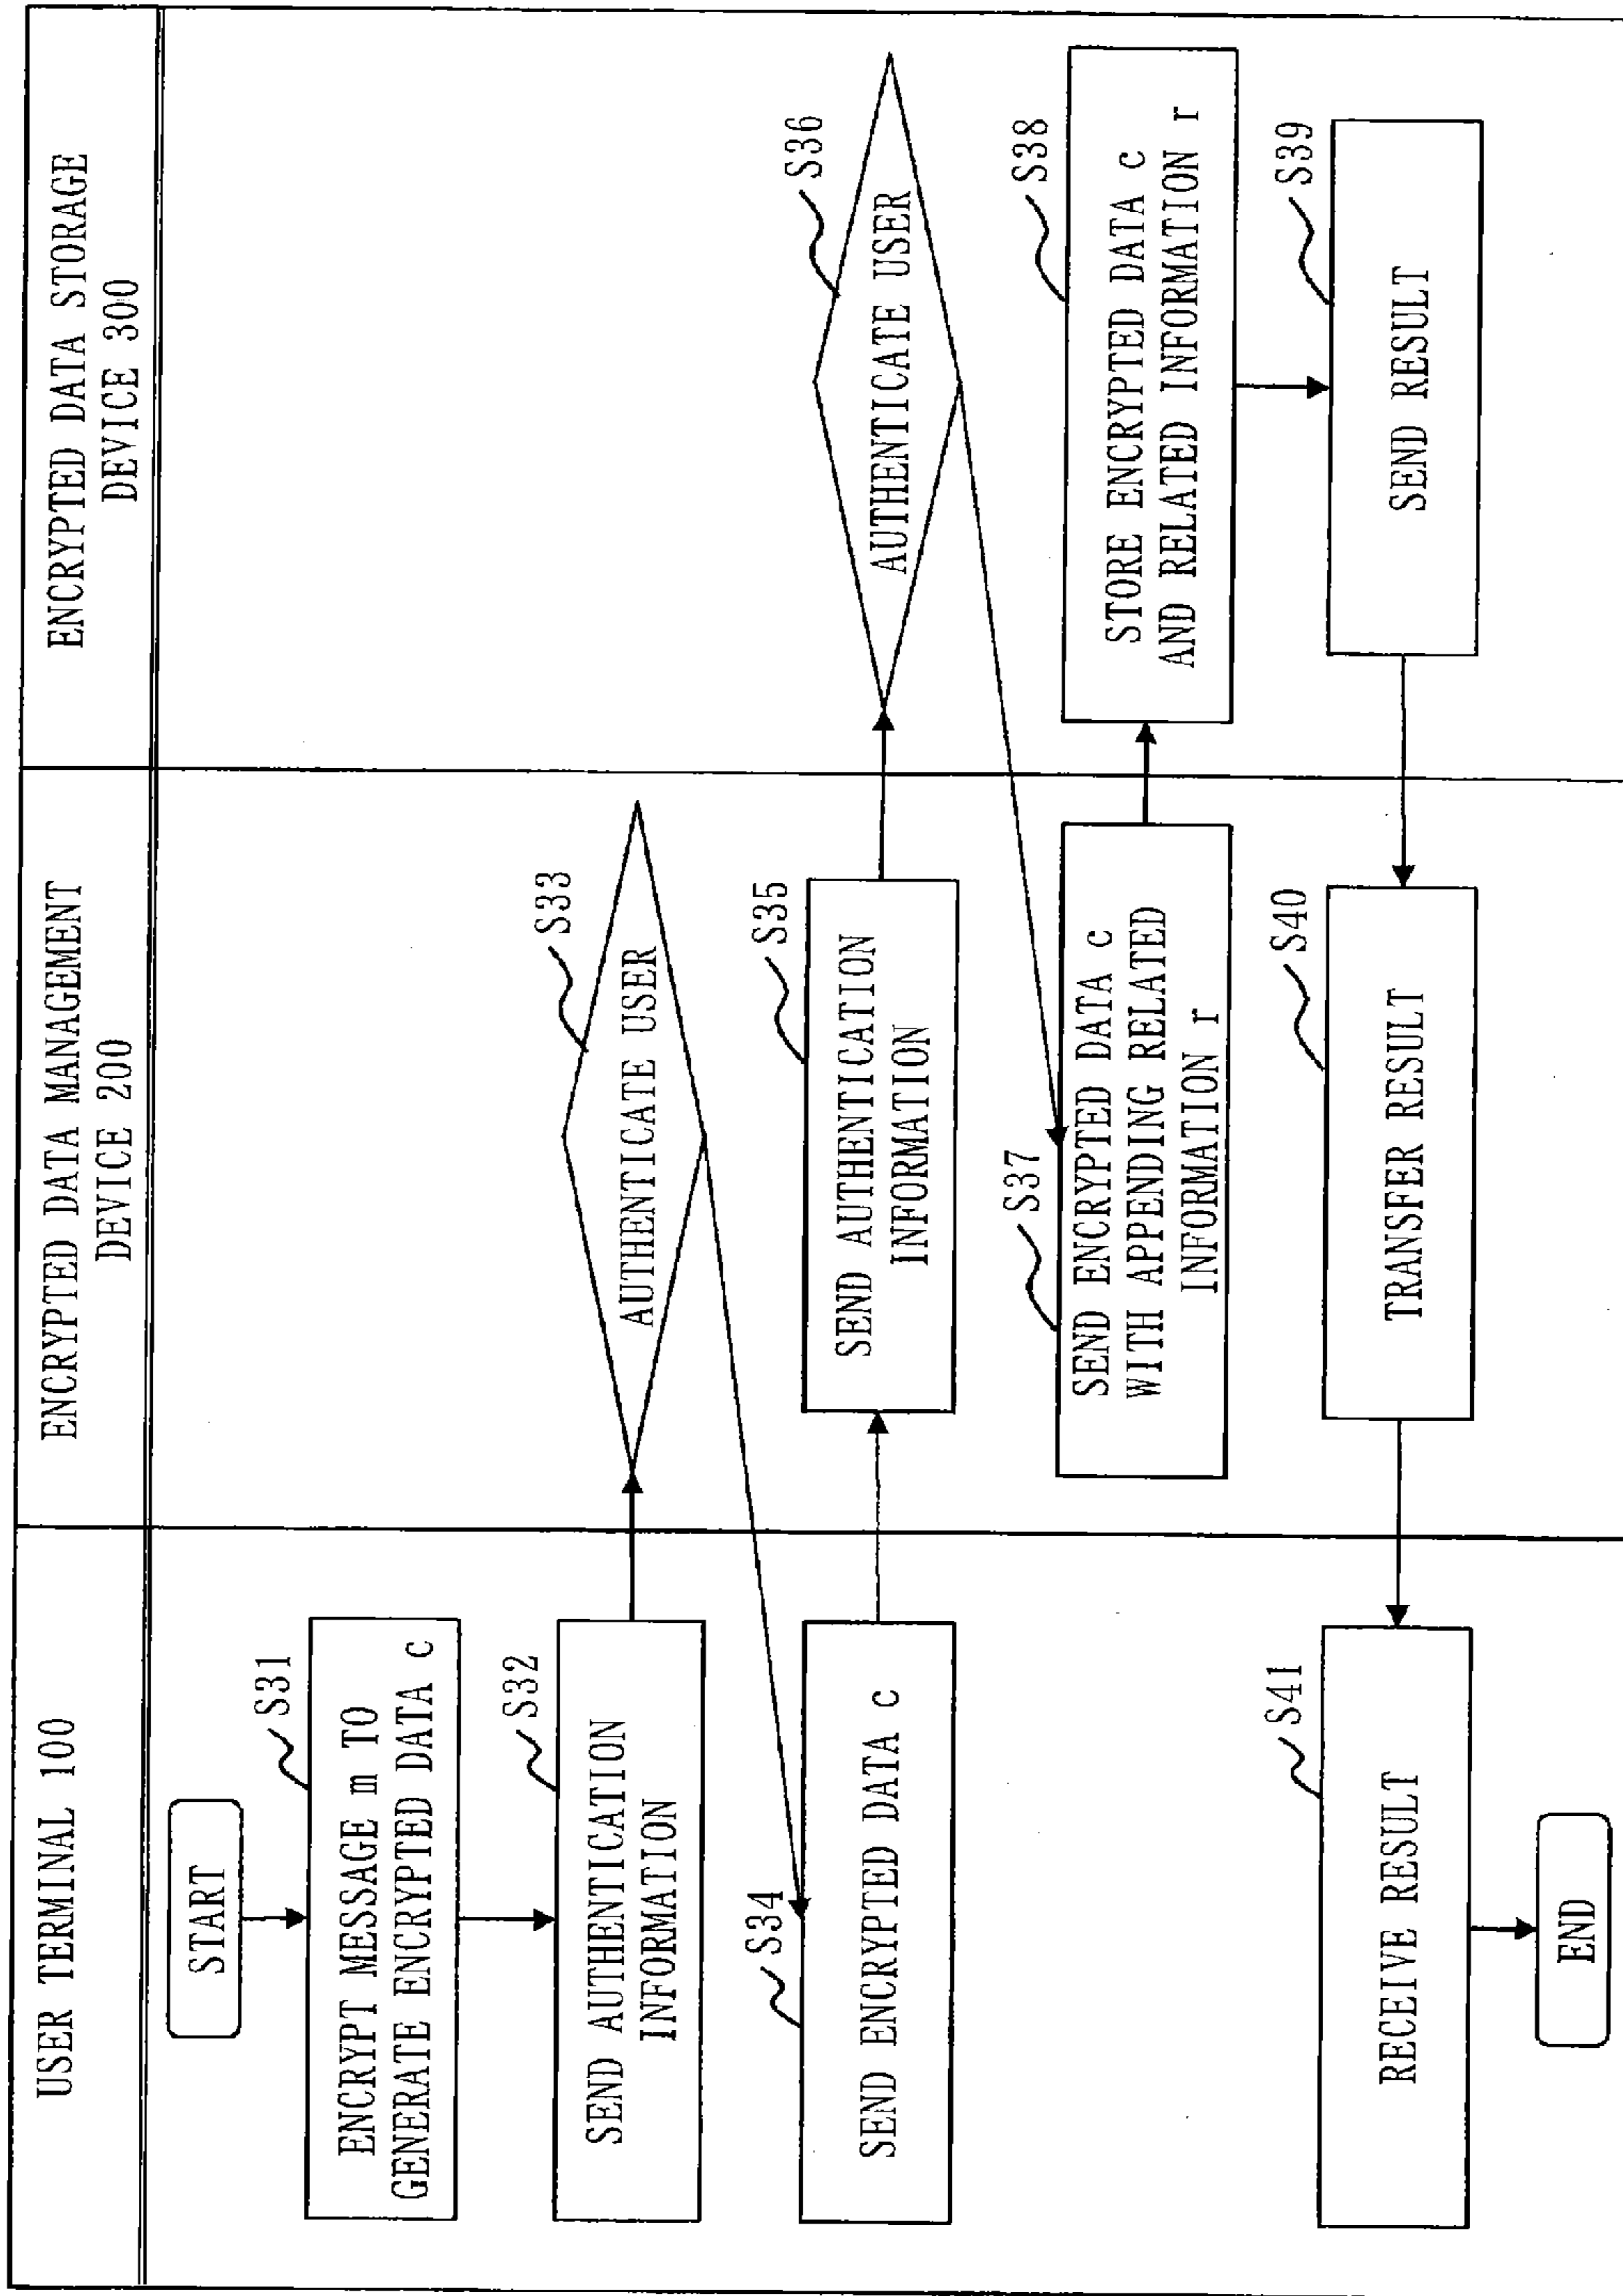 USER TERMINAL 100
ENCRYPTED DATA MANAGEMENT
DEVICE 200
ENCRYPTED DATA STORAGE
DEVICE 300
START
S31
ENCRYPT MESSAGE m TO
GENERATE ENCRYPTED DATA c
S32
SEND AUTHENTICATION
INFORMATION
S33
AUTHENTICATE USER
S34
SEND ENCRYPTED DATA c
S35
SEND AUTHENTICATION
INFORMATION
S36
AUTHENTICATE USER
S37
SEND ENCRYPTED DATA c
WITH APPENDING RELATED
INFORMATION r
S38
STORE ENCRYPTED DATA c
AND RELATED INFORMATION r
S39
SEND RESULT
S40
TRANSFER RESULT
S41
RECEIVE RESULT
END